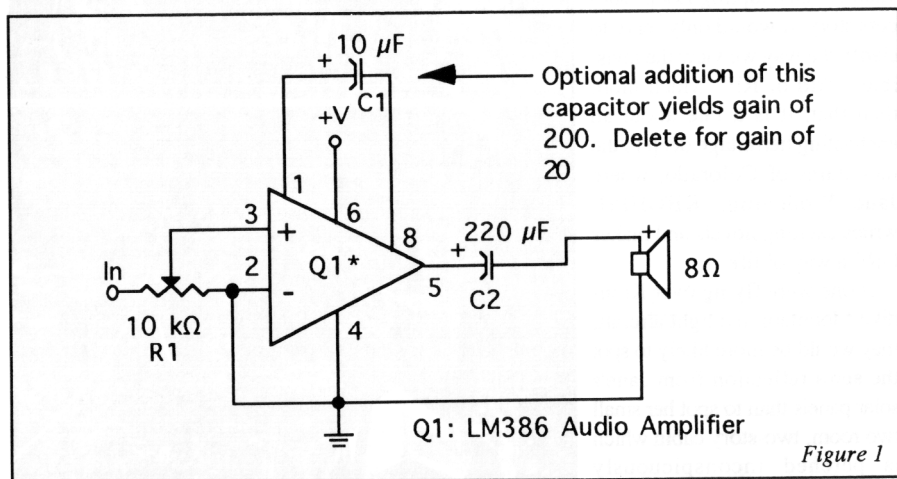 10 µF
+
C1
Optional addition of this
capacitor yields gain of
200. Delete for gain of
20
+V
1
3
6
+
8
220 µF
+
+
In
2
Q1*
8Ω
-
5
C2
10 kΩ
R1
4
Q1: LM386 Audio Amplifier
Figure 1